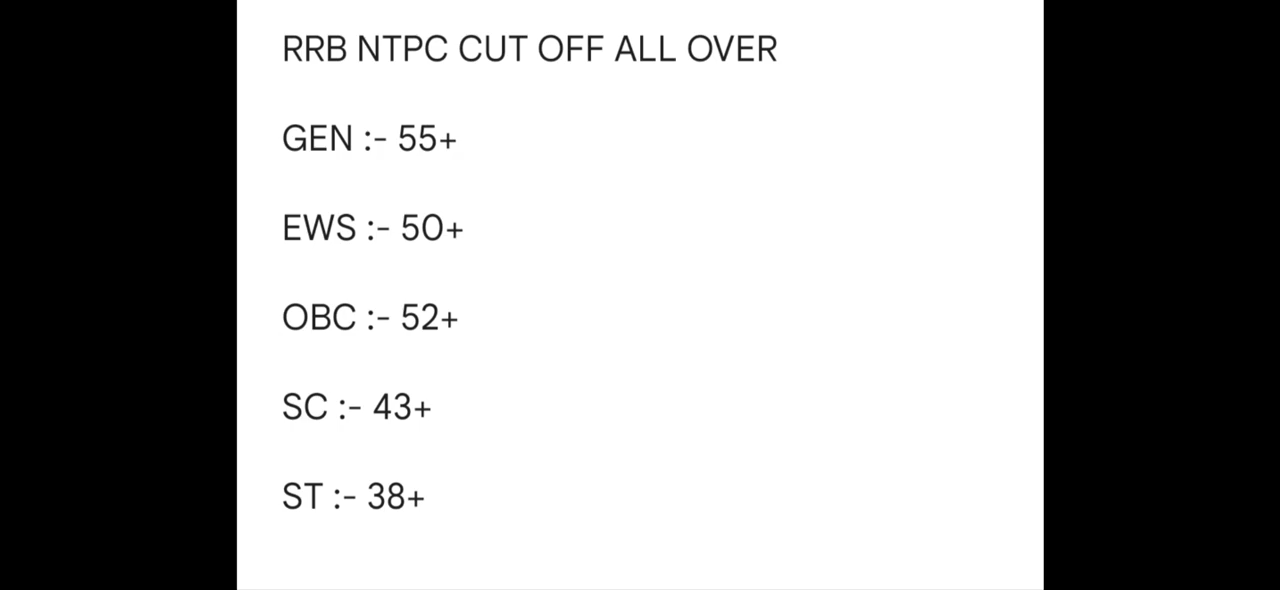 RRB NTPC CUT OFF ALL OVER
GEN :- 55+
EWS :- 50+
OBC :- 52+
SC :- 43+
ST :- 38+